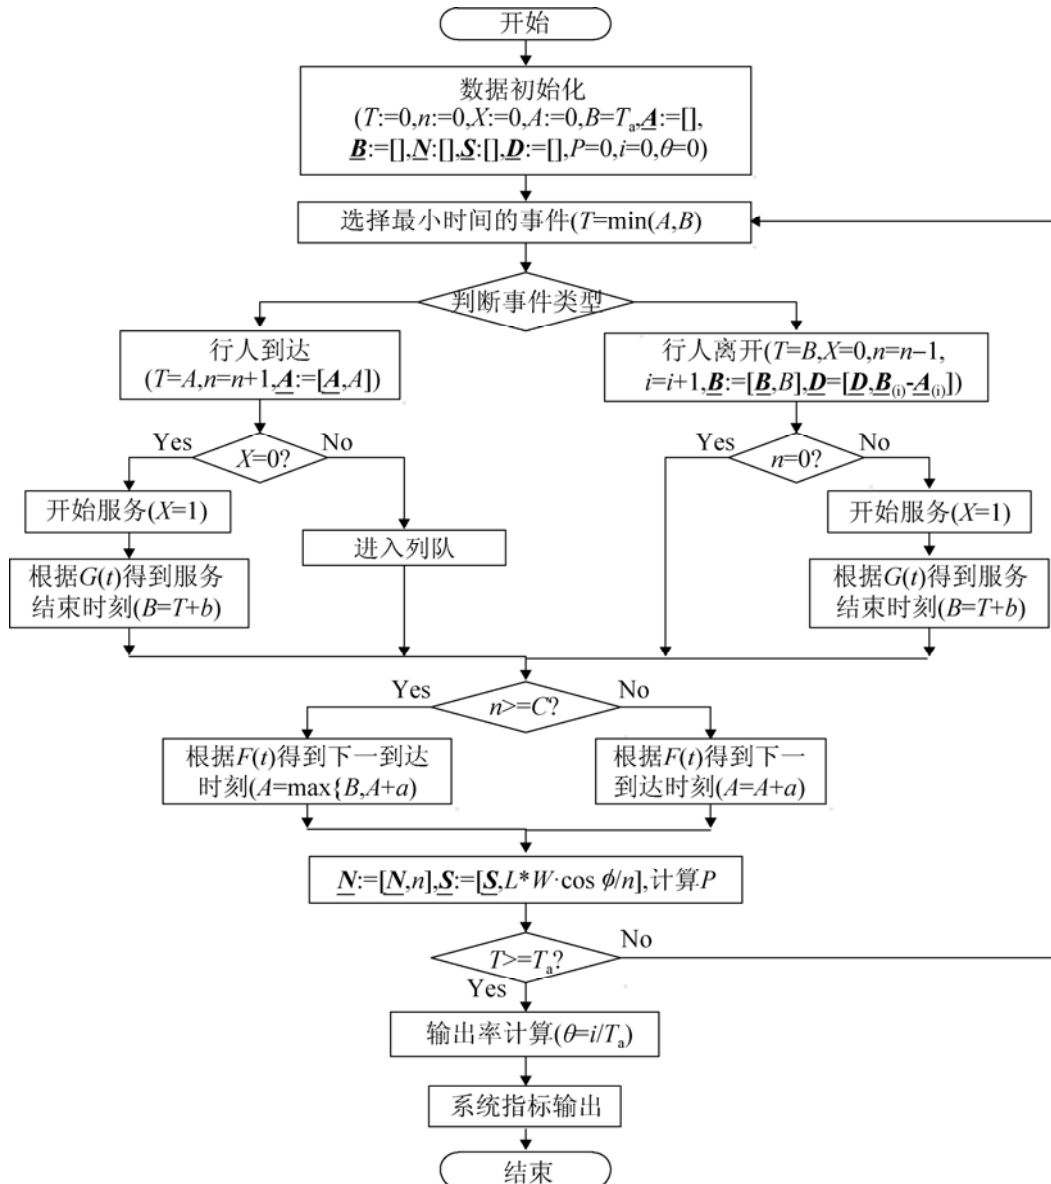 开始
数据初始化
(T:=0,n:=0,X:=0,A:=0,B=Tₐ,A:=[],
B:=[],N:[],S:[],D:=[],P=0,i=0,θ=0)
选择最小时间的事件(T=min(A,B)
判断事件类型
行人到达
(T=A,n=n+1,A:=[A,A])
行人离开(T=B,X=0,n=n−1,
i=i+1,B:=[B,B],D=[D,B₍ᵢ₎-A₍ᵢ₎])
Yes
X=0?
No
Yes
n=0?
No
开始服务(X=1)
进入列队
开始服务(X=1)
根据G(t)得到服务
结束时刻(B=T+b)
根据G(t)得到服务
结束时刻(B=T+b)
Yes
n>=C?
No
根据F(t)得到下一到达
时刻(A=max{B,A+a)
根据F(t)得到下一
到达时刻(A=A+a)
N:=[N,n],S:=[S,L*W·cos ϕ/n],计算P
T>=Tₐ?
No
Yes
输出率计算(θ=i/Tₐ)
系统指标输出
结束